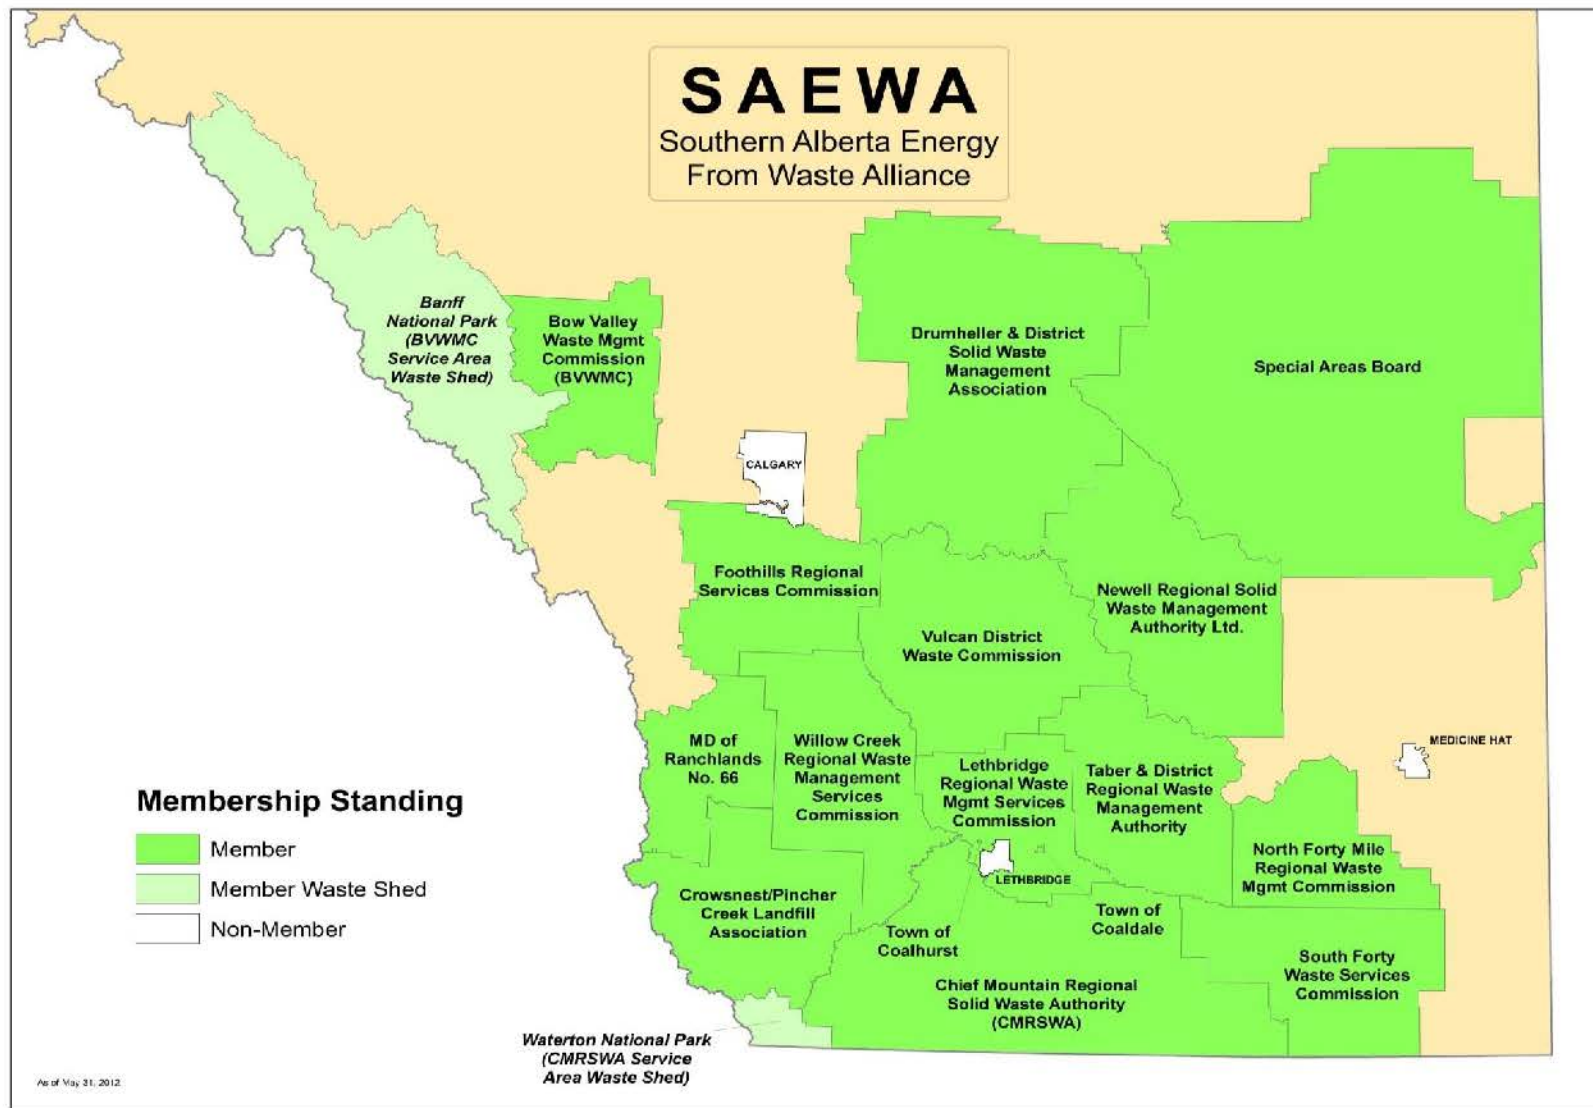 SAEWA
Southern Alberta Energy
From Waste Alliance
Banff
National Park
(BVWMC
Service Area
Waste Shed)
Bow Valley
Waste Mgmt
Commission
(BVWMC)
Drumheller & District
Solid Waste
Management
Association
Special Areas Board
CALGARY
Foothills Regional
Services Commission
Newell Regional Solid
Waste Management
Authority Ltd.
Vulcan District
Waste Commission
MD of
Ranchlands
No. 66
Willow Creek
Regional Waste
Management
Services
Commission
Lethbridge
Regional Waste
Mgmt Services
Commission
Taber & District
Regional Waste
Management
Authority
MEDICINE HAT
North Forty Mile
Regional Waste
Mgmt Commission
LETHBRIDGE
Crowsnest/Pincher
Creek Landfill
Association
Town of
Coalhurst
Town of
Coaldale
South Forty
Waste Services
Commission
Chief Mountain Regional
Solid Waste Authority
(CMRSWA)
Waterton National Park
(CMRSWA Service
Area Waste Shed)
Membership Standing
Member
Member Waste Shed
Non-Member
As of May 31, 2012